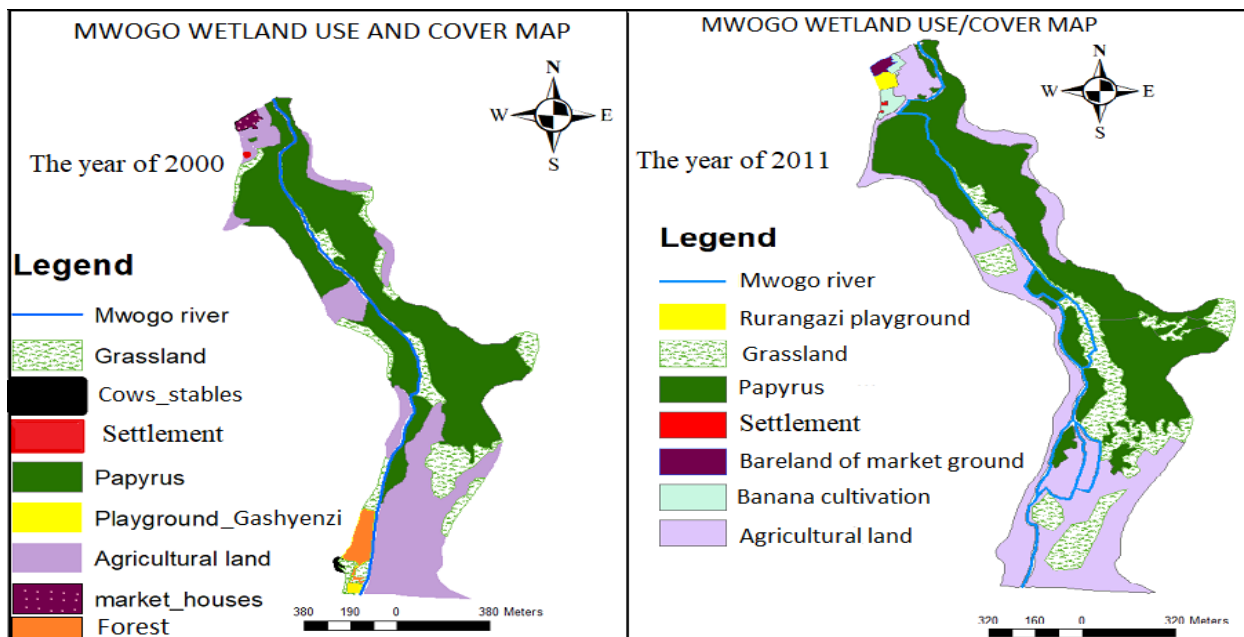 MWOGO WETLAND USE AND COVER MAP
N
W E
S
The year of 2000
Legend
Mwogo river
Grassland
Cows_stables
Settlement
Papyrus
Playground_Gashyenzi
Agricultural land
market_houses
Forest
380 190 0 380 Meters
MWOGO WETLAND USE/COVER MAP
N
W E
S
The year of 2011
Legend
Mwogo river
Rurangazi playground
Grassland
Papyrus
Settlement
Bareland of market ground
Banana cultivation
Agricultural land
320 160 0 320 Meters